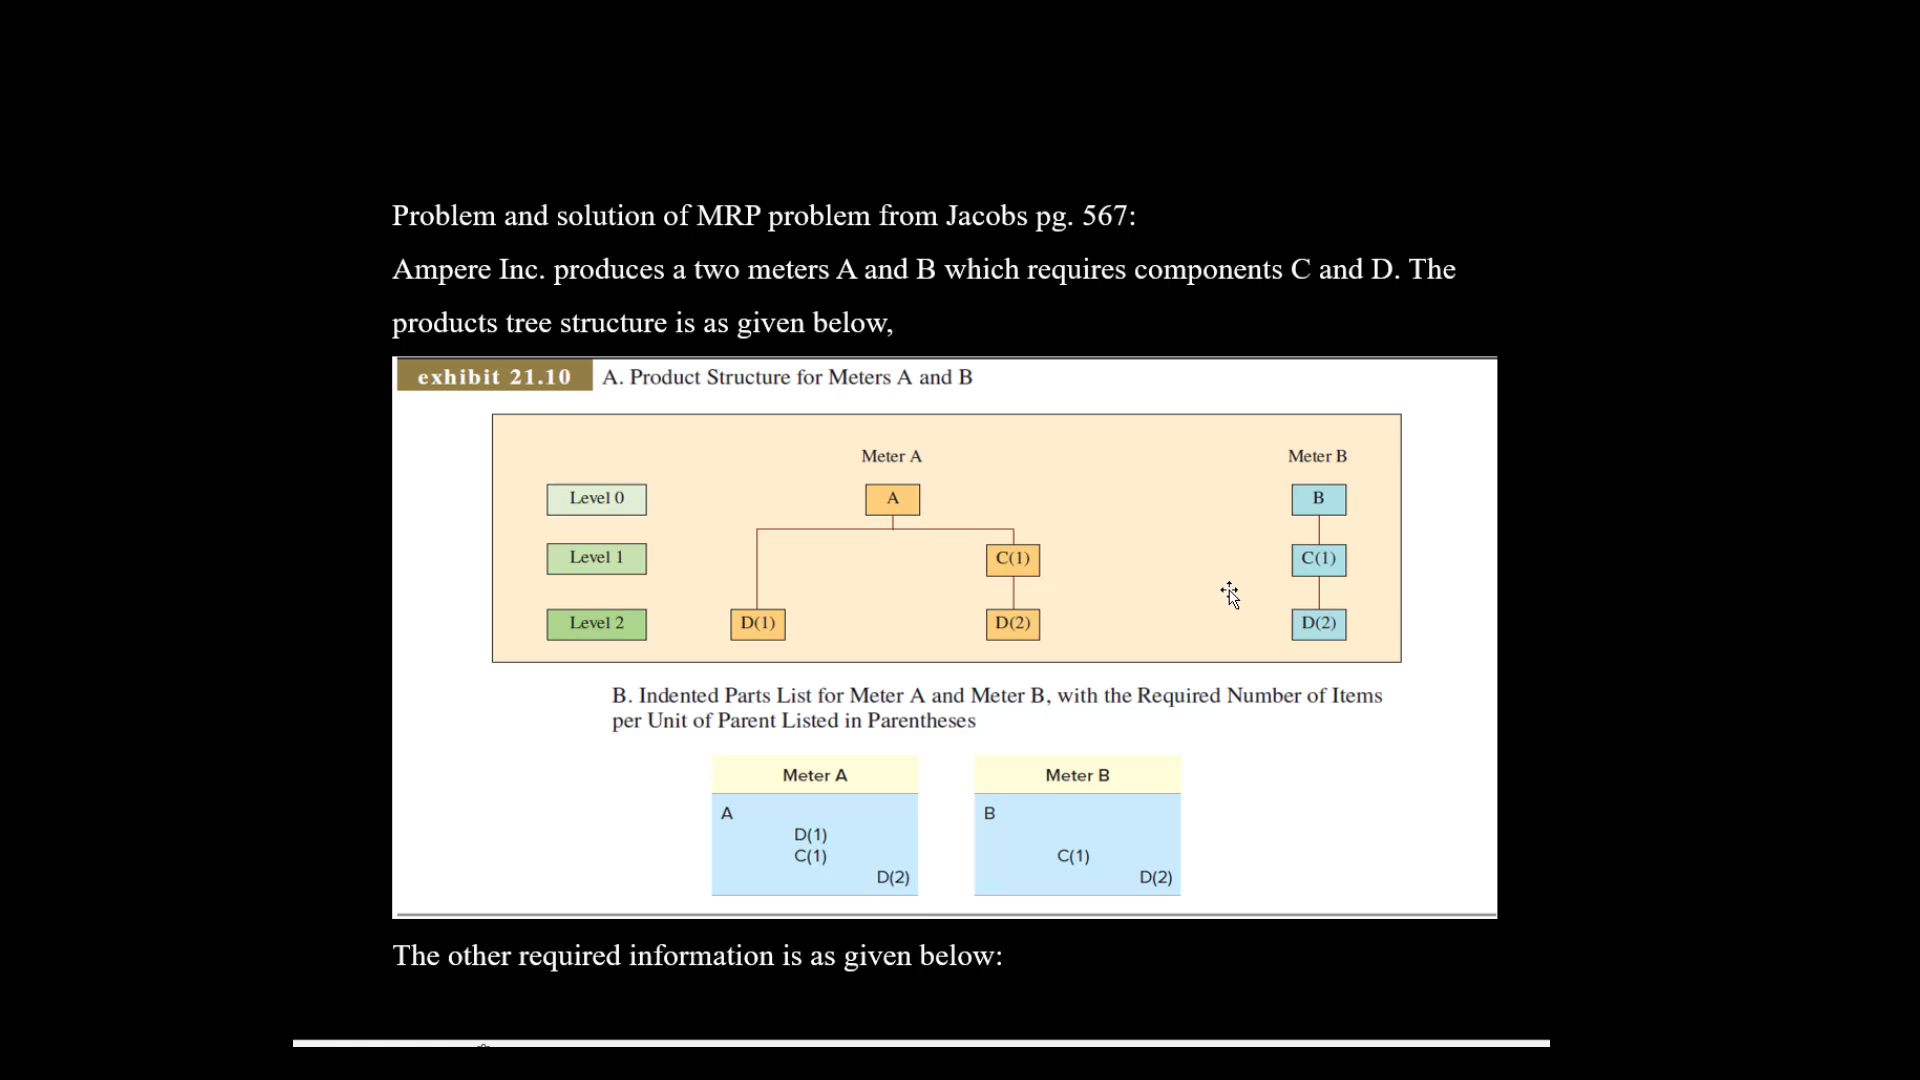 Problem and solution of MRP problem from Jacobs pg. 567:
Ampere Inc. produces a two meters A and B which requires components C and D. The
products tree structure is as given below,
exhibit 21.10 A. Product Structure for Meters A and B
Meter A Meter B
Level 0 A B
Level 1 C(1) C(1)
Level 2 D(1) D(2) D(2)
B. Indented Parts List for Meter A and Meter B, with the Required Number of Items
per Unit of Parent Listed in Parentheses
Meter A Meter B
A B
D(1)
C(1) C(1)
D(2) D(2)
The other required information is as given below: